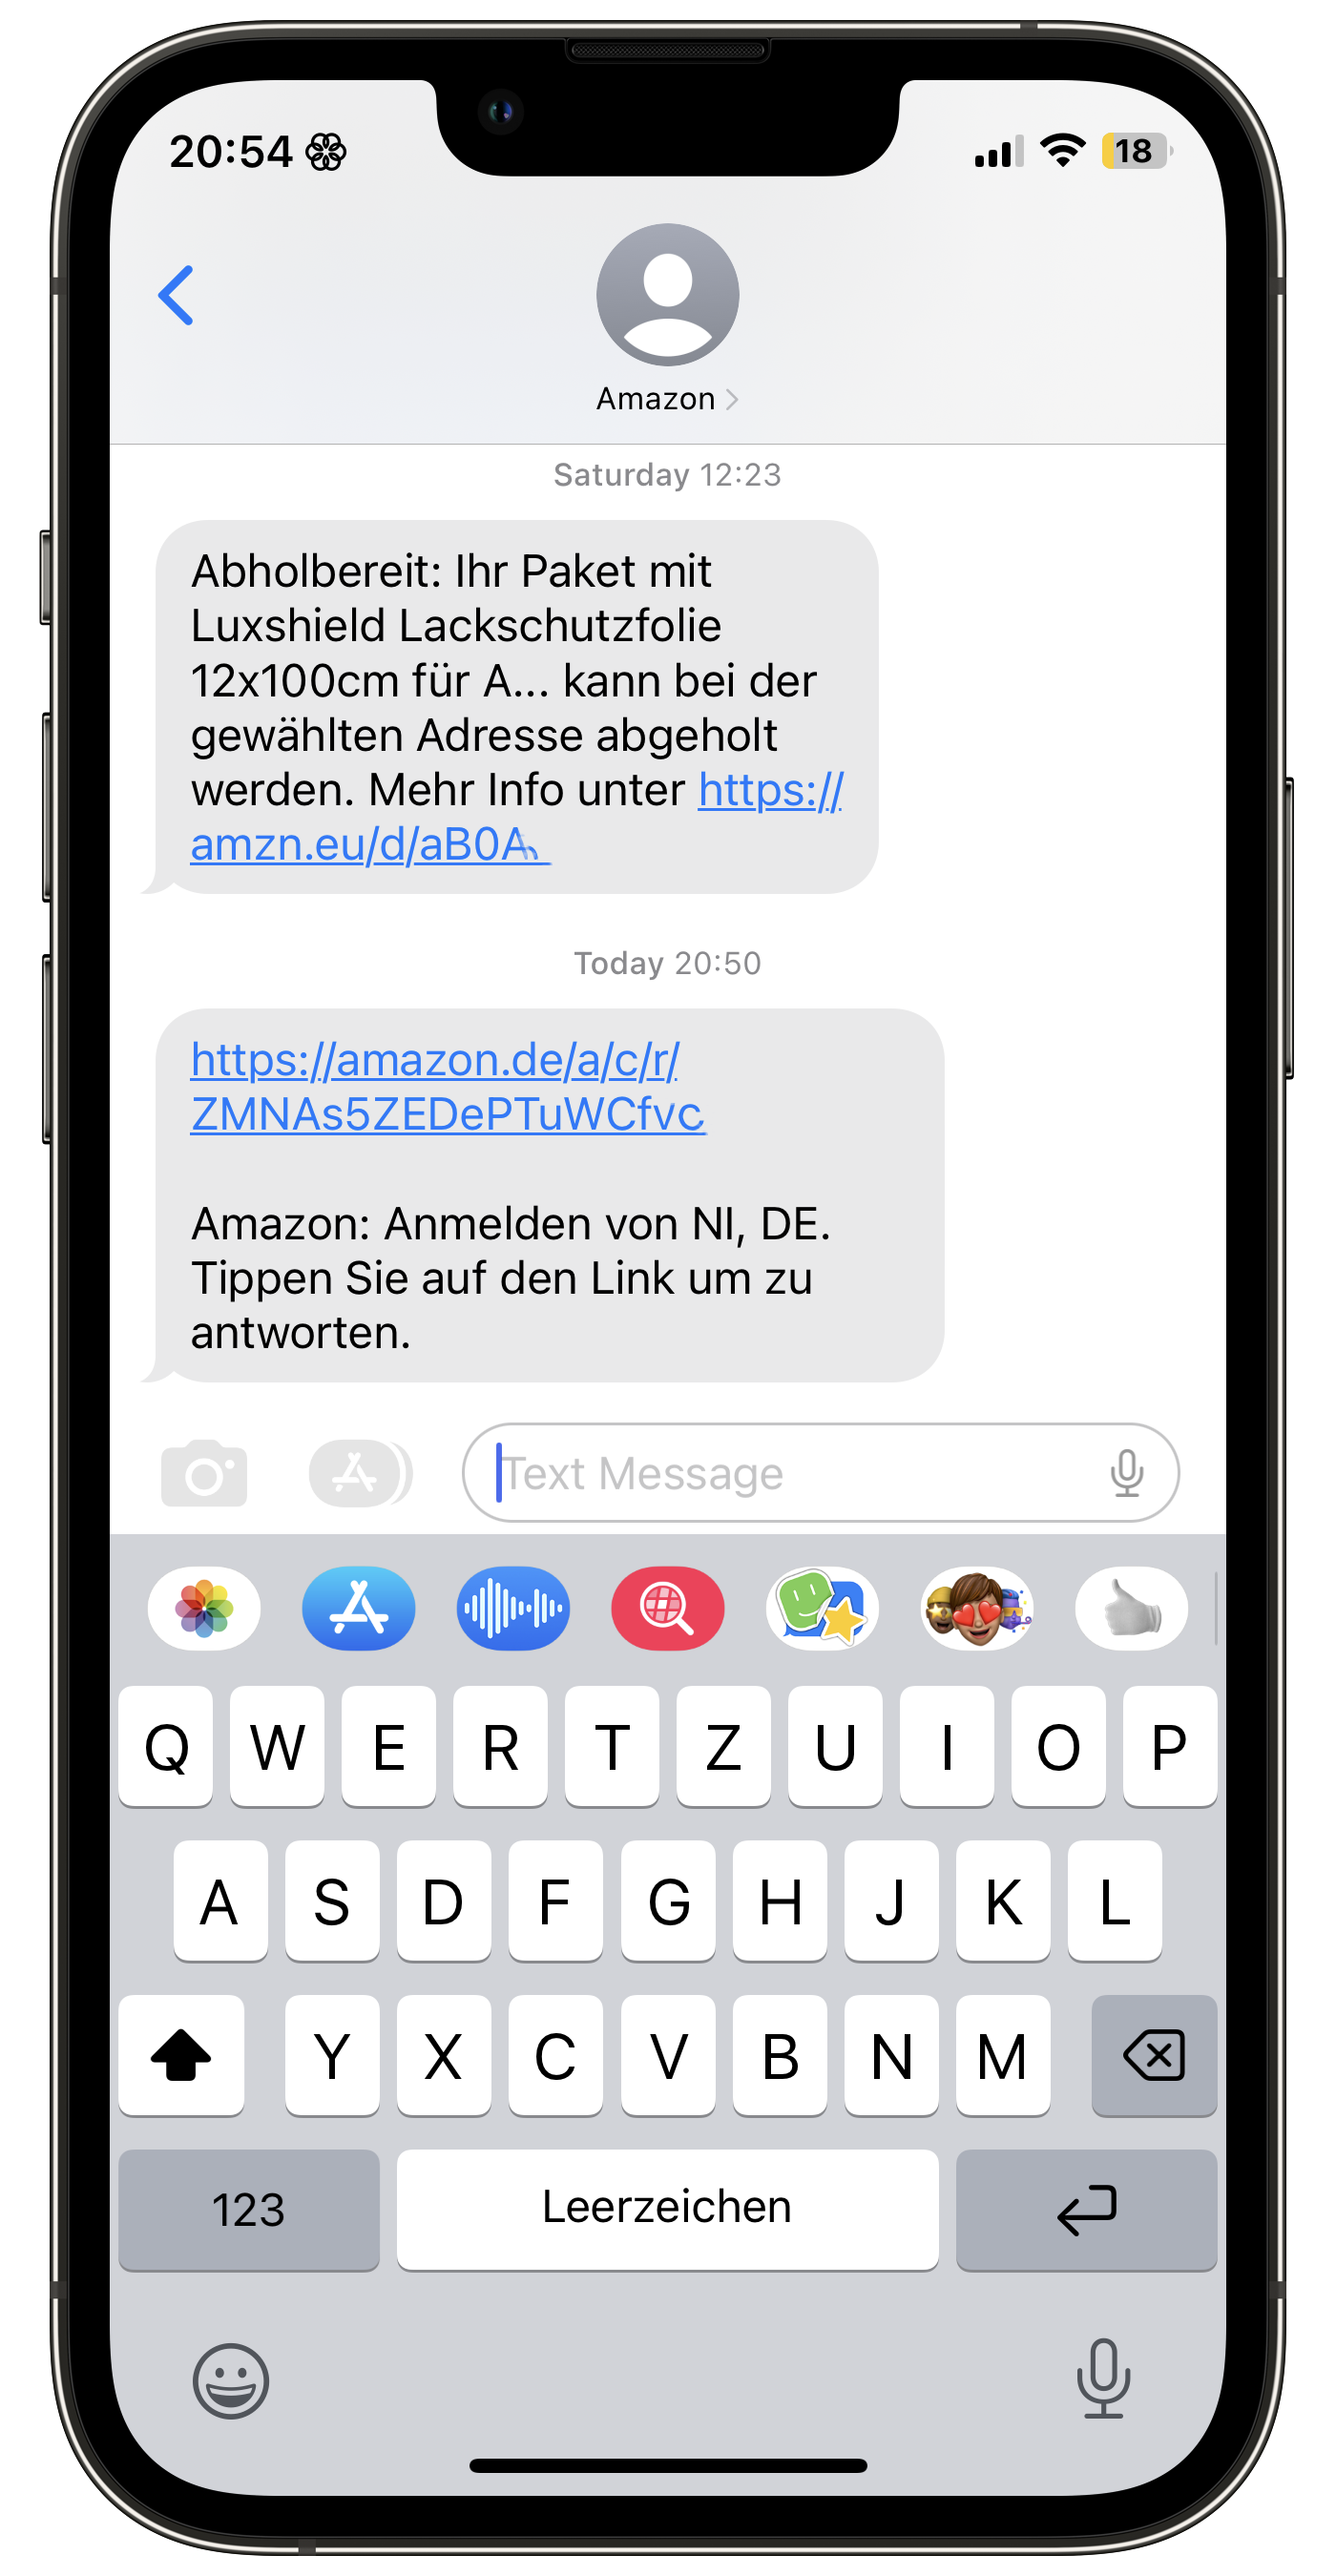 20:54
18
Amazon
Saturday 12:23
Abholbereit: Ihr Paket mit
Luxshield Lackschutzfolie
12x100cm für A... kann bei der
gewählten Adresse abgeholt
werden. Mehr Info unter https://
amzn.eu/d/aB0A
Today 20:50
https://amazon.de/a/c/r/
ZMNAs5ZEDePTuWCfvc
Amazon: Anmelden von NI, DE.
Tippen Sie auf den Link um zu
antworten.
Text Message
Q W E R T Z U I O P
A S D F G H J K L
Y X C V B N M
123 Leerzeichen